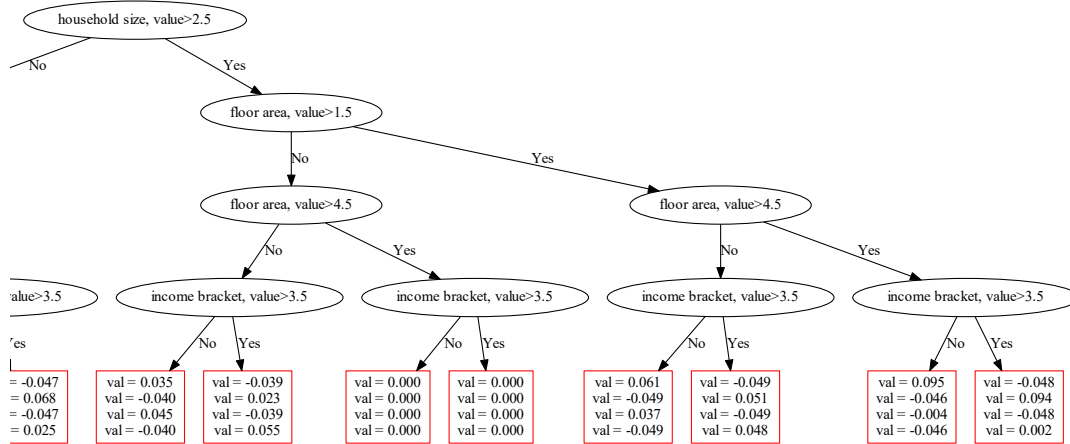 household size, value>2.5
No
Yes
floor area, value>1.5
No
Yes
floor area, value>4.5
floor area, value>4.5
No
Yes
No
Yes
value>3.5
income bracket, value>3.5
income bracket, value>3.5
income bracket, value>3.5
income bracket, value>3.5
Yes
No
Yes
No
Yes
No
Yes
No
Yes
= -0.047
= 0.068
= -0.047
= 0.025
val = 0.035
val = -0.040
val = 0.045
val = -0.040
val = -0.039
val = 0.023
val = -0.039
val = 0.055
val = 0.000
val = 0.000
val = 0.000
val = 0.000
val = 0.000
val = 0.000
val = 0.000
val = 0.000
val = 0.061
val = -0.049
val = 0.037
val = -0.049
val = -0.049
val = 0.051
val = -0.049
val = 0.048
val = 0.095
val = -0.046
val = -0.004
val = -0.046
val = -0.048
val = 0.094
val = -0.048
val = 0.002